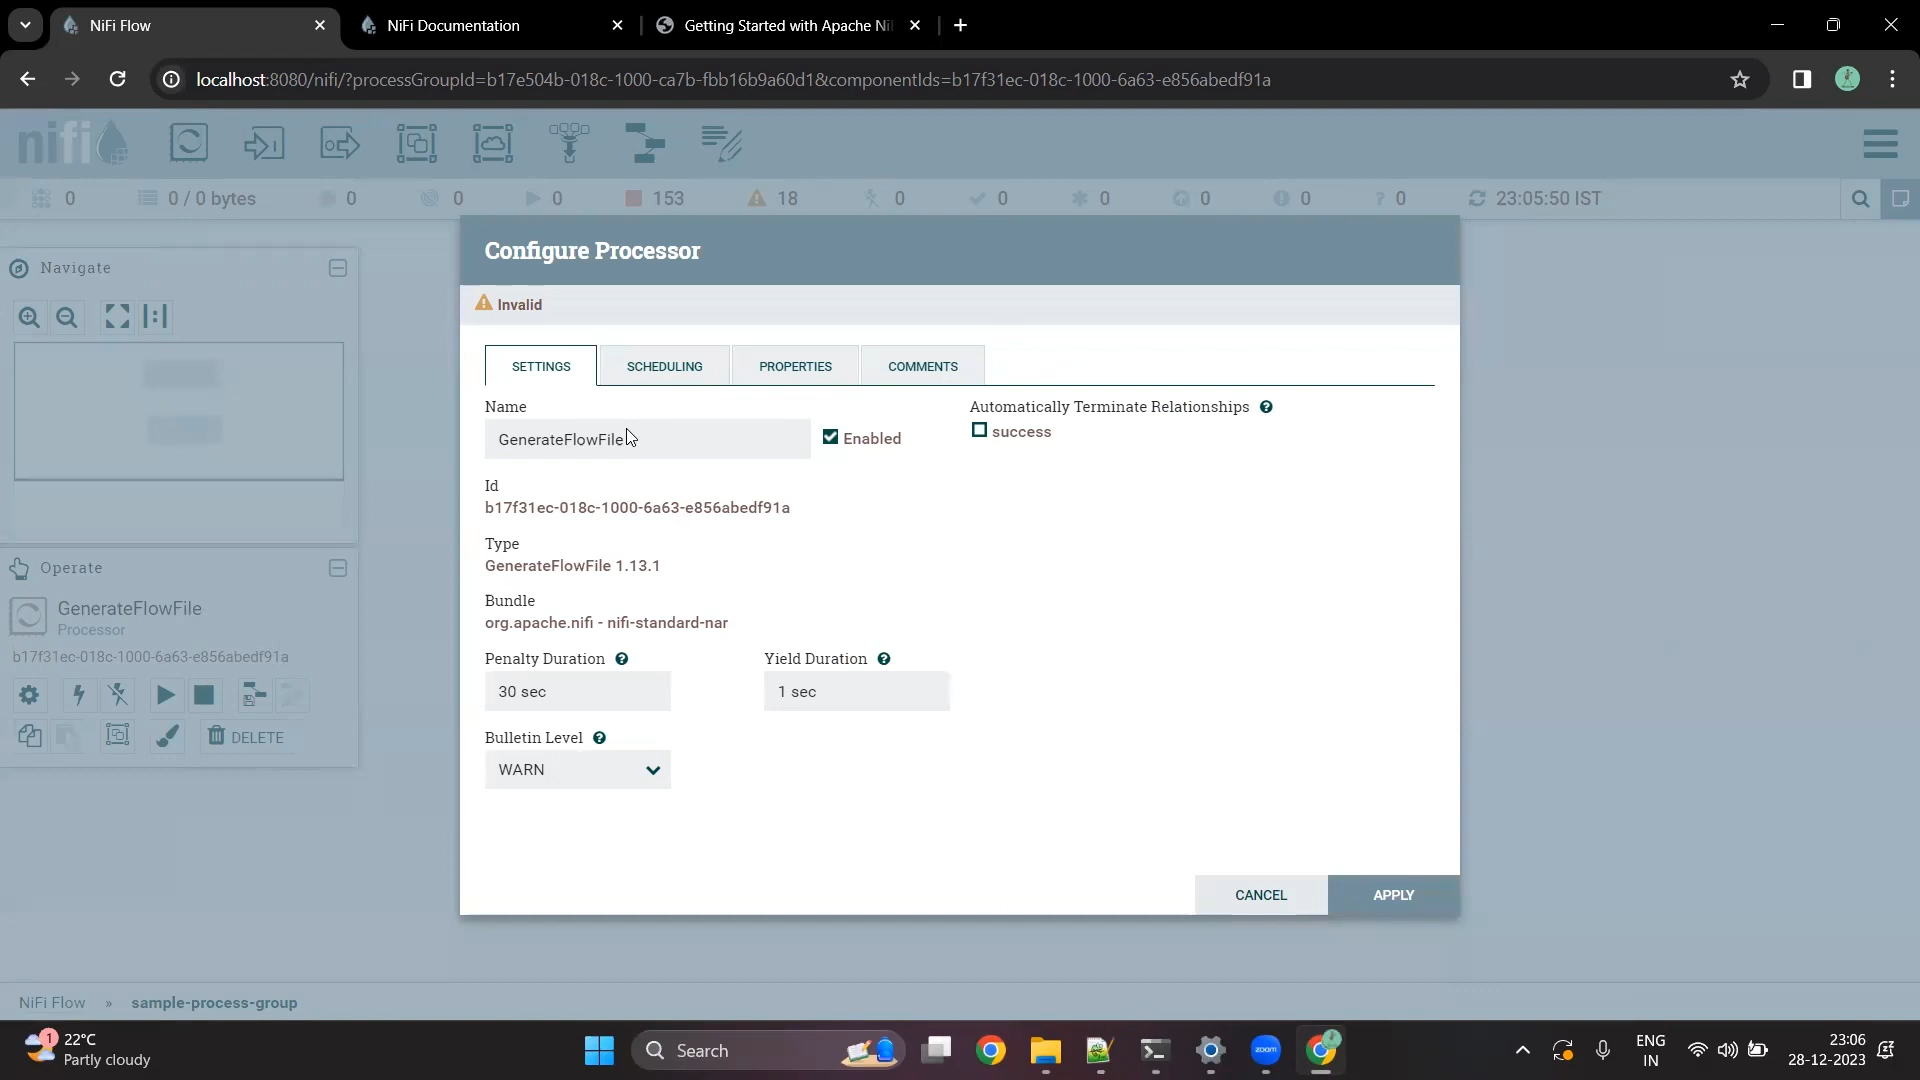 NiFi Flow
NiFi Documentation
Getting Started with Apache Ni
localhost:8080/nifi/?processGroupId=b17e504b-018c-1000-ca7b-fbb16b9a60d1&componentIds=b17f31ec-018c-1000-6a63-e856abedf91a
nifi
0 0 / 0 bytes 0 0 0 153 18 0 0 0 0 0 ? 0 23:05:50 IST
Configure Processor
Navigate
Invalid
SETTINGS SCHEDULING PROPERTIES COMMENTS
Name
Automatically Terminate Relationships
GenerateFlowFile
Enabled
success
Id
b17f31ec-018c-1000-6a63-e856abedf91a
Type
GenerateFlowFile 1.13.1
Bundle
org.apache.nifi - nifi-standard-nar
Penalty Duration
Yield Duration
30 sec
1 sec
Bulletin Level
WARN
CANCEL APPLY
Operate
GenerateFlowFile
Processor
b17f31ec-018c-1000-6a63-e856abedf91a
DELETE
NiFi Flow » sample-process-group
1
22°C
Partly cloudy
Search
zoom
ENG
IN
23:06
28-12-2023